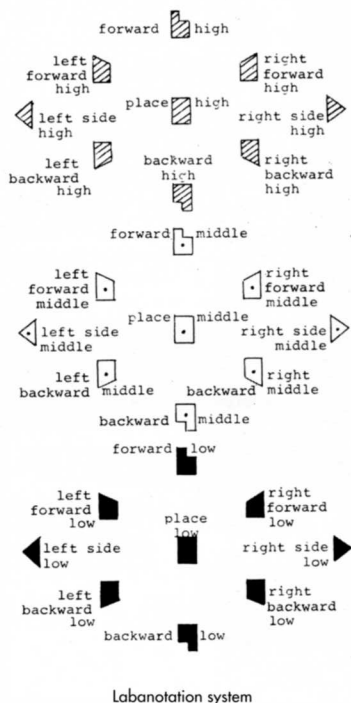 forward high
left
forward
high
right
forward
high
place high
left side
high
right side
high
left
backward
high
backward
high
right
backward
high
forward middle
left
forward
middle
right
forward
middle
place middle
left side
middle
right side
middle
left
backward middle
right
backward middle
backward middle
forward low
left
forward
low
right
forward
low
place
low
left side
low
right side
low
left
backward
low
right
backward
low
backward low
Labanotation system